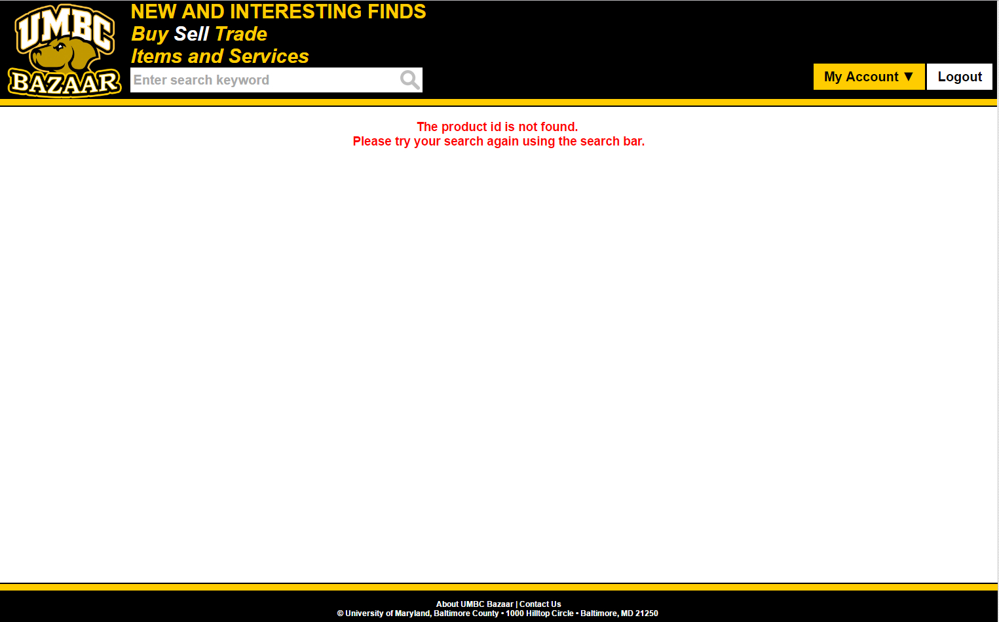 UMBC
BAZAAR
NEW AND INTERESTING FINDS
Buy Sell Trade
Items and Services
Enter search keyword
My Account ▼
Logout
The product id is not found.
Please try your search again using the search bar.
About UMBC Bazaar | Contact Us
© University of Maryland, Baltimore County • 1000 Hilltop Circle • Baltimore, MD 21250